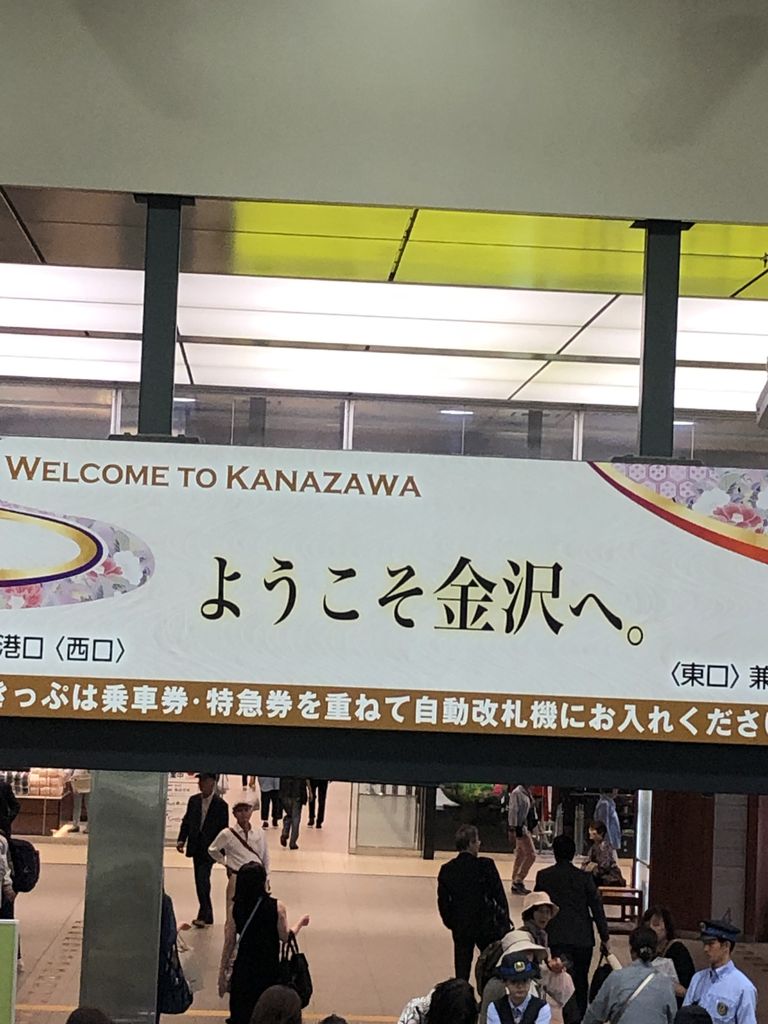 WELCOME TO KANAZAWA
ようこそ金沢へ。
港口〈西口〉
〈東口〉兼
きっぷは乗車券・特急券を重ねて自動改札機にお入れくださ